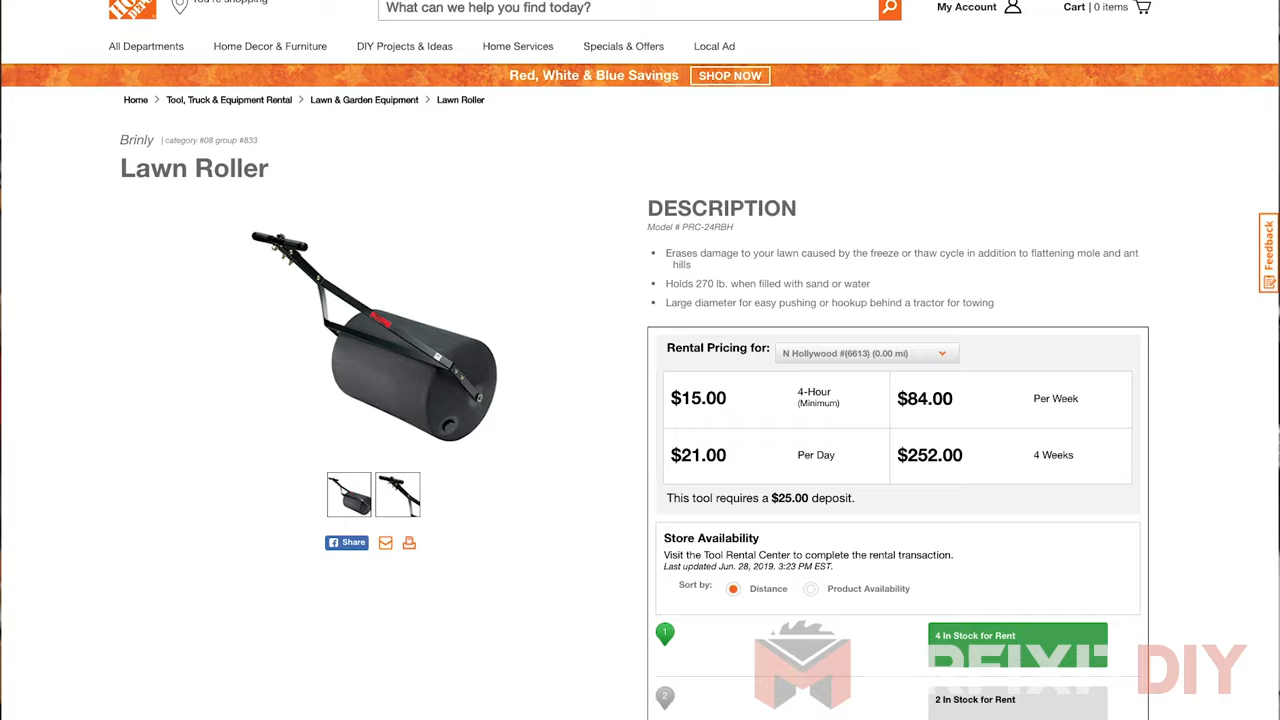 You're shopping
What can we help you find today?
My Account
Cart | 0 items
All Departments
Home Decor & Furniture
DIY Projects & Ideas
Home Services
Specials & Offers
Local Ad
Red, White & Blue Savings
SHOP NOW
Home > Tool, Truck & Equipment Rental > Lawn & Garden Equipment > Lawn Roller
Brinly | category #08 group #833
Lawn Roller
DESCRIPTION
Model # PRC-24RBH
Feedback
• Erases damage to your lawn caused by the freeze or thaw cycle in addition to flattening mole and ant
hills
• Holds 270 lb. when filled with sand or water
• Large diameter for easy pushing or hookup behind a tractor for towing
Rental Pricing for:
N Hollywood #(6613) (0.00 mi)
$15.00
4-Hour
(Minimum)
$84.00
Per Week
$21.00
Per Day
$252.00
4 Weeks
This tool requires a $25.00 deposit.
Share
Store Availability
Visit the Tool Rental Center to complete the rental transaction.
Last updated Jun. 28, 2019. 3:23 PM EST.
Sort by:
Distance
Product Availability
1
4 In Stock for Rent
DIY
2
2 In Stock for Rent